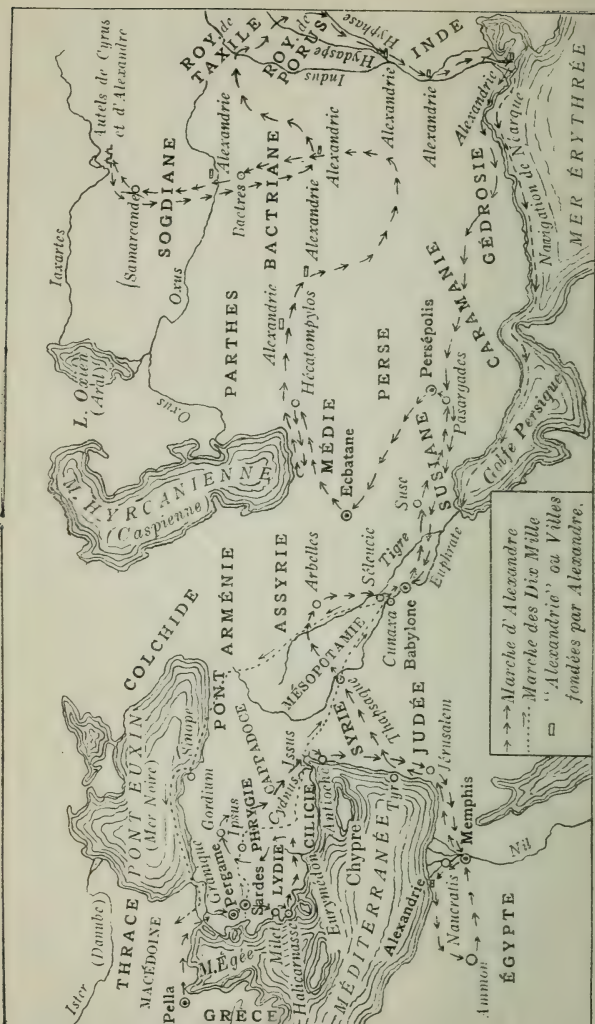 Ister
(Danube)
THRACE
MACÉDOINE
Pella
GRÈCE
M. Égée
PONT EUXIN
(Mer Noire)
Sinope
COLCHIDE
Granique
Gordium
Pergame
Ipsus
Sardes
PHRYGIE
LYDIE
CAPPADOCE
Cydnus
Milet
Halicarnasse
CILICIE
Issus
Eurymédon
Antioche
Chypre
MÉDITERRANÉE
PONT
ARMÉNIE
ASSYRIE
Arbelles
MÉSOPOTAMIE
SYRIE
Thapsaque
Tyr
JUDÉE
Jérusalem
Alexandrie
Naucratis
Memphis
Ammon
Nil
ÉGYPTE
Cunaxa
Séleucie
Tigre
Babylone
Euphrate
M. HYRCANIENNE
(Caspienne)
MÉDIE
Ecbatane
Suse
SUSIANE
Persépolis
Pasargades
Golfe Persique
L. Oxien
(Aral)
Iaxartes
Oxus
Oxus
PARTHES
Alexandrie
Hécatompylos
Alexandrie
PERSE
CARAMANIE
GÉDROSIE
Autels de Cyrus
et d'Alexandre
Samarcande
SOGDIANE
Alexandrie
Bactres
BACTRIANE
Alexandrie
Alexandrie
Alexandrie
Alexandrie
ROY. de
TAXILE
ROY. de
PORUS
Indus
Hydaspe
Hyphase
INDE
Navigation de Néarque
MER ÉRYTHRÉE
Marche d'Alexandre
Marche des Dix Mille
"Alexandrie" ou Villes
fondées par Alexandre.